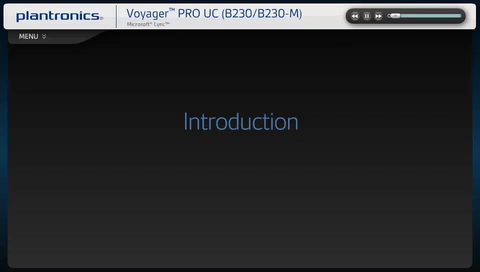 plantronics®
Voyager™ PRO UC (B230/B230-M)
Microsoft® Lync™
MENU
Introduction